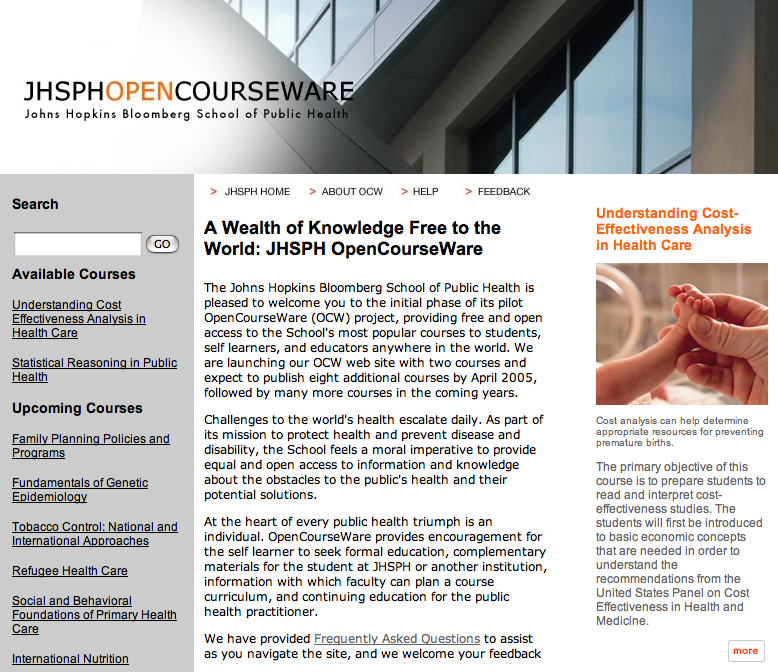 JHSPHOPENCOURSEWARE
Johns Hopkins Bloomberg School of Public Health
Search
GO
Available Courses
Understanding Cost
Effectiveness Analysis in
Health Care
Statistical Reasoning in Public
Health
Upcoming Courses
Family Planning Policies and
Programs
Fundamentals of Genetic
Epidemiology
Tobacco Control: National and
International Approaches
Refugee Health Care
Social and Behavioral
Foundations of Primary Health
Care
International Nutrition
> JHSPH HOME > ABOUT OCW > HELP > FEEDBACK
A Wealth of Knowledge Free to the
World: JHSPH OpenCourseWare
The Johns Hopkins Bloomberg School of Public Health is
pleased to welcome you to the initial phase of its pilot
OpenCourseWare (OCW) project, providing free and open
access to the School's most popular courses to students,
self learners, and educators anywhere in the world. We
are launching our OCW web site with two courses and
expect to publish eight additional courses by April 2005,
followed by many more courses in the coming years.
Challenges to the world's health escalate daily. As part of
its mission to protect health and prevent disease and
disability, the School feels a moral imperative to provide
equal and open access to information and knowledge
about the obstacles to the public's health and their
potential solutions.
At the heart of every public health triumph is an
individual. OpenCourseWare provides encouragement for
the self learner to seek formal education, complementary
materials for the student at JHSPH or another institution,
information with which faculty can plan a course
curriculum, and continuing education for the public
health practitioner.
We have provided Frequently Asked Questions to assist
as you navigate the site, and we welcome your feedback
Understanding Cost-
Effectiveness Analysis
in Health Care
Cost analysis can help determine
appropriate resources for preventing
premature births.
The primary objective of this
course is to prepare students to
read and interpret cost-
effectiveness studies. The
students will first be introduced
to basic economic concepts
that are needed in order to
understand the
recommendations from the
United States Panel on Cost
Effectiveness in Health and
Medicine.
more